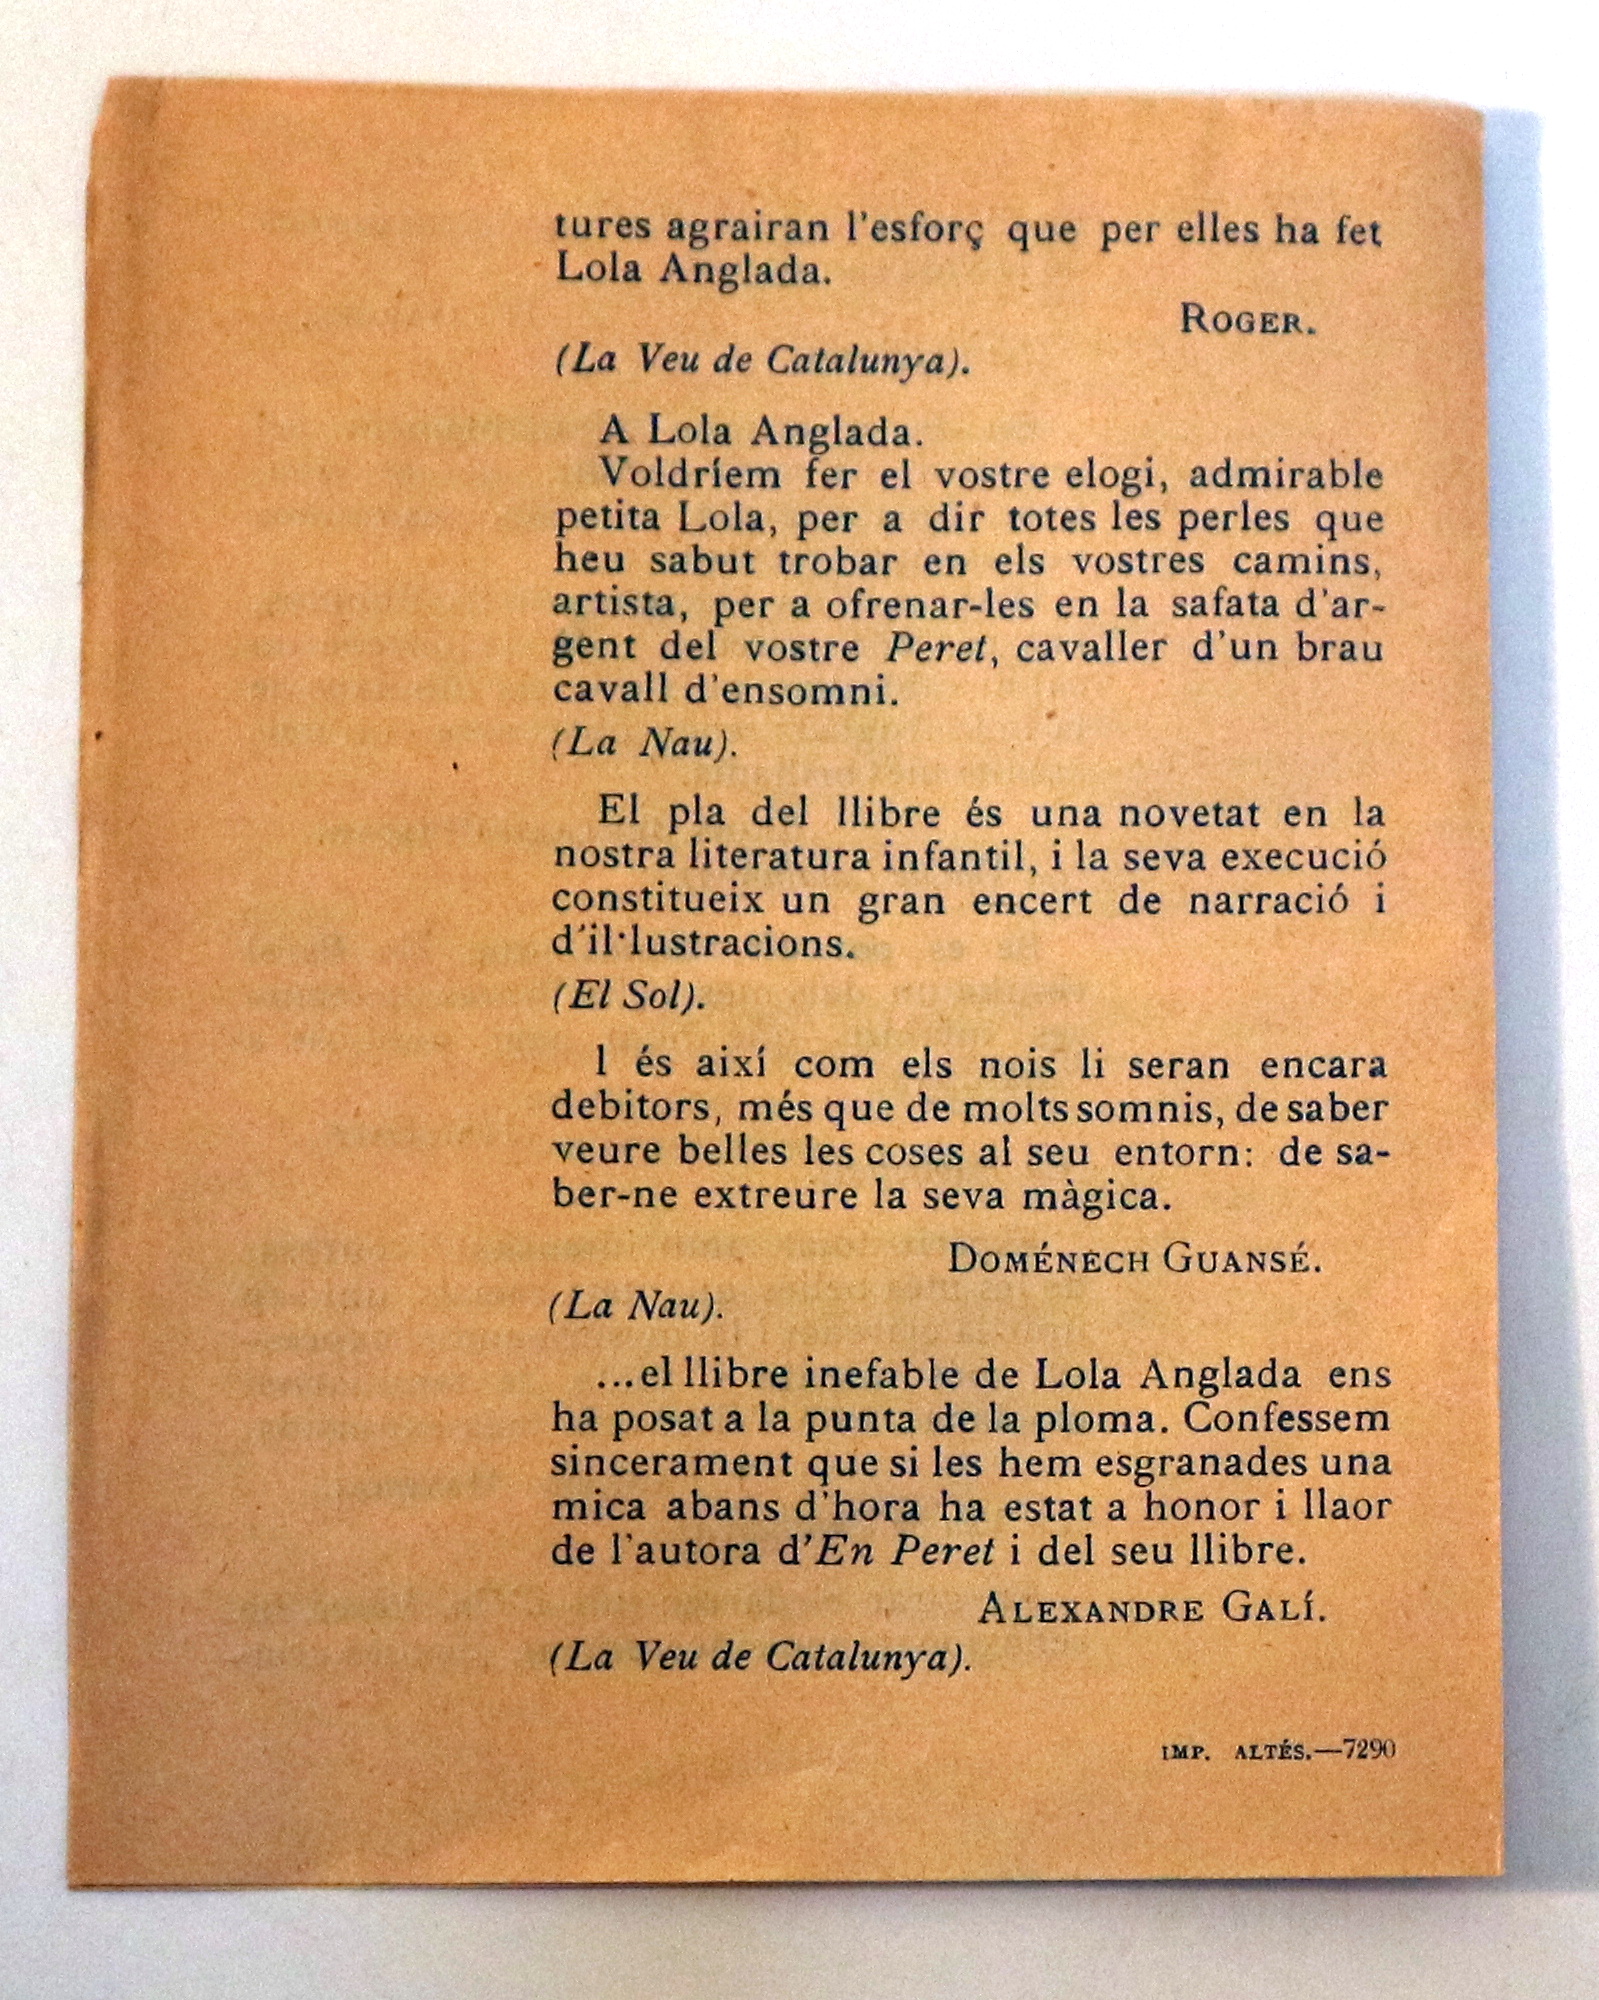 tures agrairan l'esforç que per elles ha fet
Lola Anglada.
ROGER.
(La Veu de Catalunya).
A Lola Anglada.
Voldríem fer el vostre elogi, admirable
petita Lola, per a dir totes les perles que
heu sabut trobar en els vostres camins,
artista, per a ofrenar-les en la safata d'ar-
gent del vostre Peret, cavaller d'un brau
cavall d'ensomni.
(La Nau).
El pla del llibre és una novetat en la
nostra literatura infantil, i la seva execució
constitueix un gran encert de narració i
d'il·lustracions.
(El Sol).
I és així com els nois li seran encara
debitors, més que de molts somnis, de saber
veure belles les coses al seu entorn: de sa-
ber-ne extreure la seva màgica.
DOMÉNECH GUANSÉ.
(La Nau).
...el llibre inefable de Lola Anglada ens
ha posat a la punta de la ploma. Confessem
sincerament que si les hem esgranades una
mica abans d'hora ha estat a honor i llaor
de l'autora d'En Peret i del seu llibre.
ALEXANDRE GALÍ.
(La Veu de Catalunya).
IMP. ALTÉS.—7290